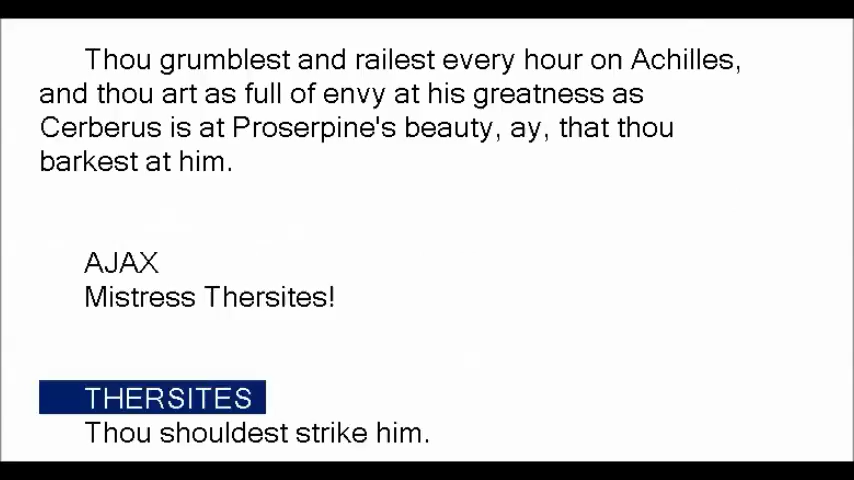 Thou grumblest and railest every hour on Achilles,
and thou art as full of envy at his greatness as
Cerberus is at Proserpine's beauty, ay, that thou
barkest at him.
AJAX
Mistress Thersites!
THERSITES
Thou shouldest strike him.